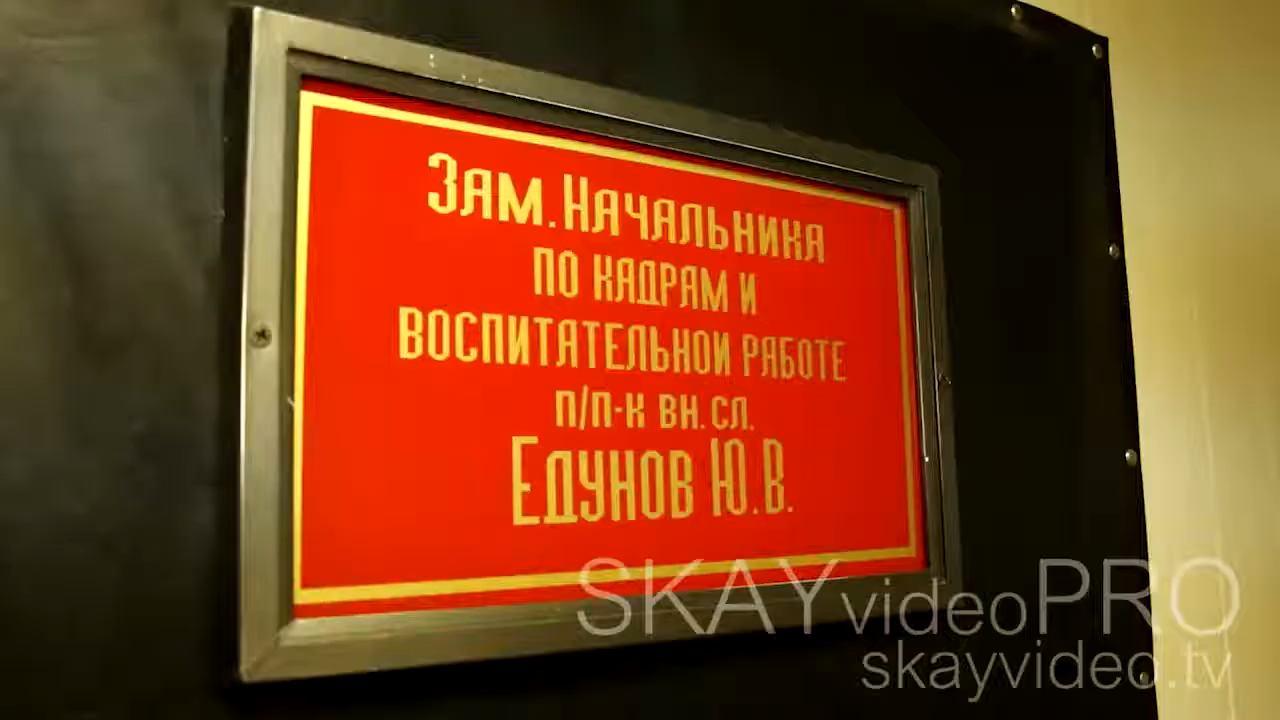 Зам. Начальника
по кадрам и
воспитательной работе
п/п-к вн. сл.
Едунов Ю.В.
SKAYvideoPRO
skayvideo.tv